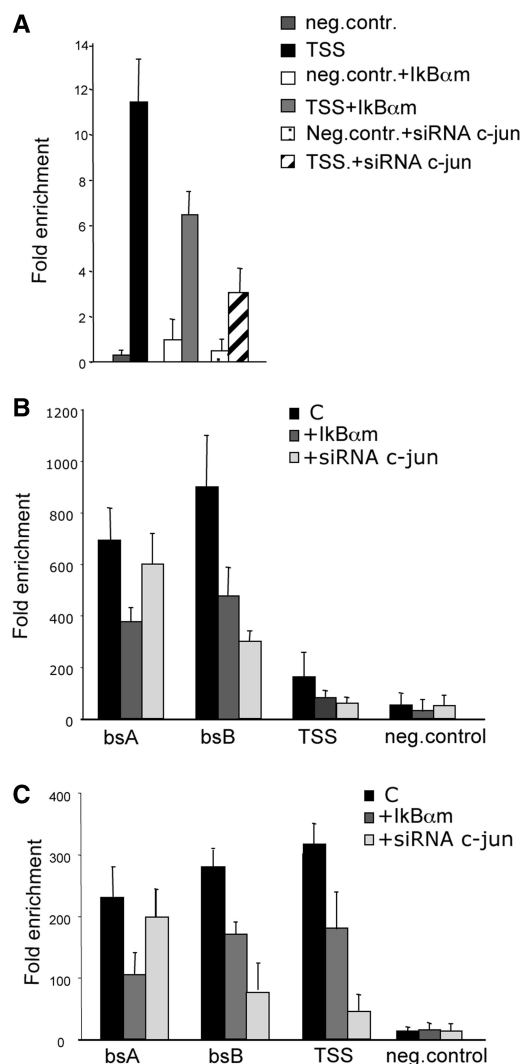 A
neg.contr.
TSS
neg.contr.+IkBαm
TSS+IkBαm
Neg.contr.+siRNA c-jun
TSS.+siRNA c-jun
Fold enrichment
14
12
10
8
6
4
2
0
B
C
+IkBαm
+siRNA c-jun
Fold enrichment
1200
1000
800
600
400
200
0
bsA bsB TSS neg.control
C
C
+IkBαm
+siRNA c-jun
Fold enrichment
400
300
200
100
0
bsA bsB TSS neg.control